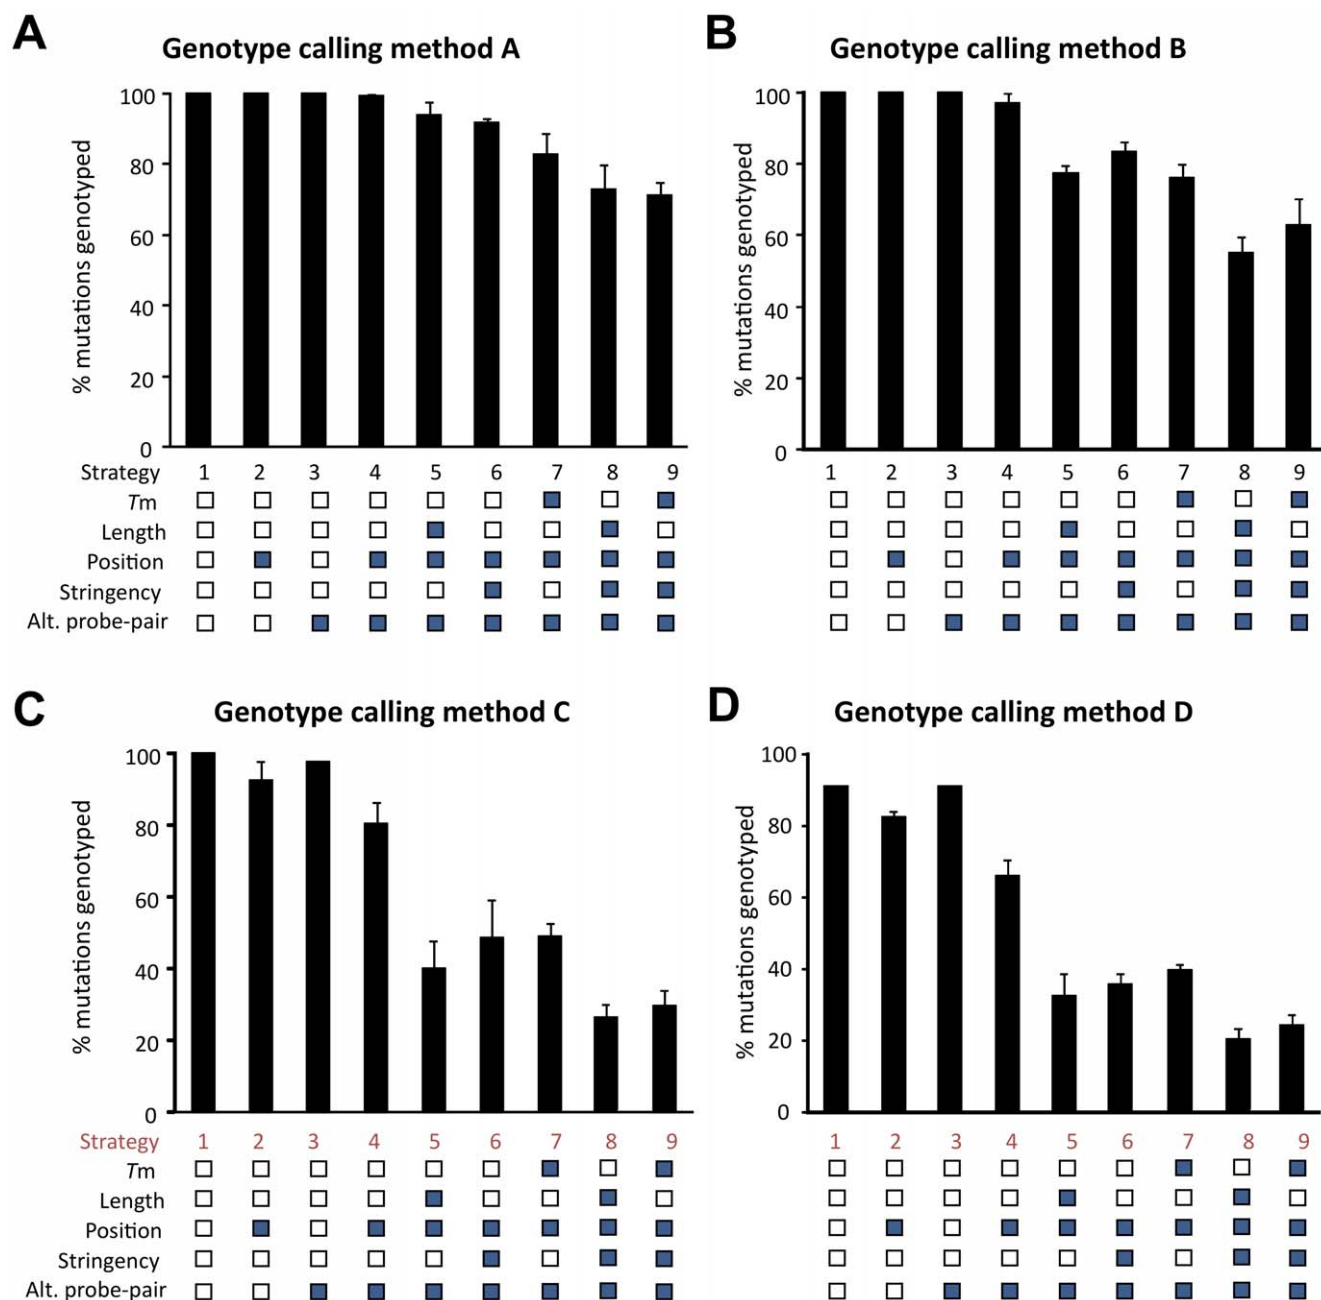 A
Genotype calling method A
% mutations genotyped
100
80
60
40
20
0
Strategy 1 2 3 4 5 6 7 8 9
Tm
Length
Position
Stringency
Alt. probe-pair
B
Genotype calling method B
% mutations genotyped
100
80
60
40
20
0
1 2 3 4 5 6 7 8 9
C
Genotype calling method C
% mutations genotyped
100
80
60
40
20
0
Strategy 1 2 3 4 5 6 7 8 9
Tm
Length
Position
Stringency
Alt. probe-pair
D
Genotype calling method D
% mutations genotyped
100
80
60
40
20
0
1 2 3 4 5 6 7 8 9